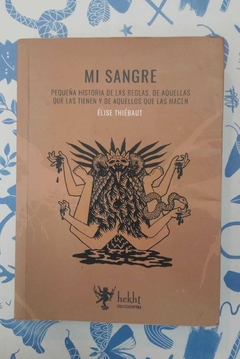 MI SANGRE
PEQUEÑA HISTORIA DE LAS REGLAS, DE AQUELLAS
QUE LAS TIENEN Y DE AQUELLOS QUE LAS HACEN
ÉLISE THIÉBAUT
hekht